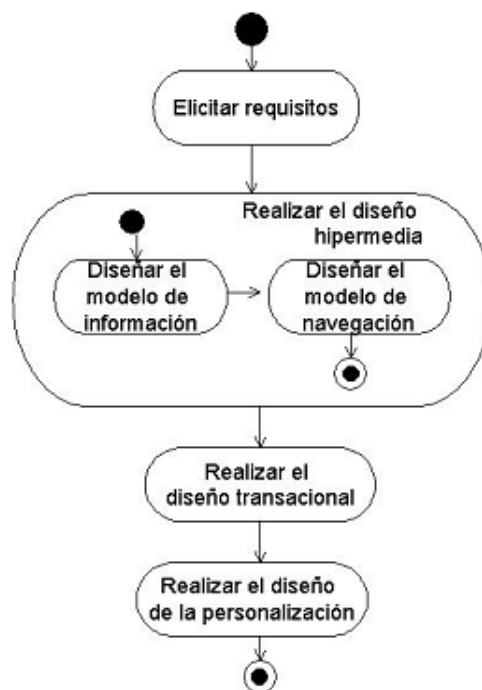 Elicitar requisitos
Realizar el diseño
hipermedia
Diseñar el
modelo de
información
Diseñar el
modelo de
navegación
Realizar el
diseño transacional
Realizar el diseño
de la personalización